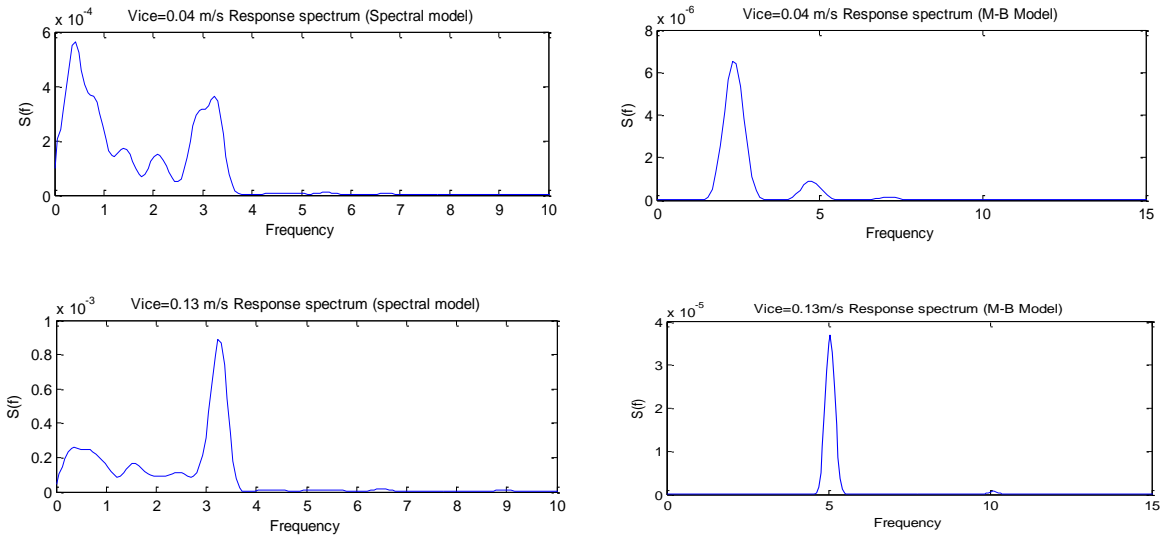 Vice=0.04 m/s Response spectrum (Spectral model)
x 10^-4
6
4
2
0
S(f)
0 1 2 3 4 5 6 7 8 9 10
Frequency
Vice=0.04 m/s Response spectrum (M-B Model)
x 10^-6
8
6
4
2
0
S(f)
0 5 10 15
Frequency
Vice=0.13 m/s Response spectrum (spectral model)
x 10^-3
1
0.8
0.6
0.4
0.2
0
S(f)
0 1 2 3 4 5 6 7 8 9 10
Frequency
Vice=0.13m/s Response spectrum (M-B Model)
x 10^-5
4
3
2
1
0
S(f)
0 5 10 15
Frequency